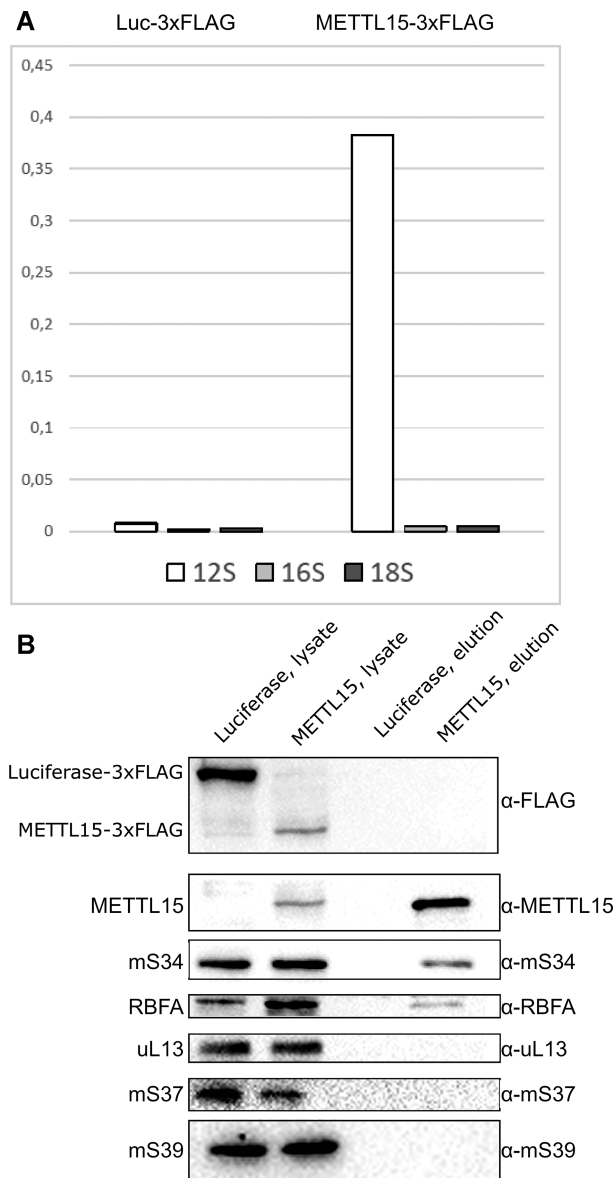 A
Luc-3xFLAG METTL15-3xFLAG
0,45
0,4
0,35
0,3
0,25
0,2
0,15
0,1
0,05
0
12S 16S 18S
B
Luciferase, lysate
METTL15, lysate
Luciferase, elution
METTL15, elution
Luciferase-3xFLAG
METTL15-3xFLAG
α-FLAG
METTL15 α-METTL15
mS34 α-mS34
RBFA α-RBFA
uL13 α-uL13
mS37 α-mS37
mS39 α-mS39